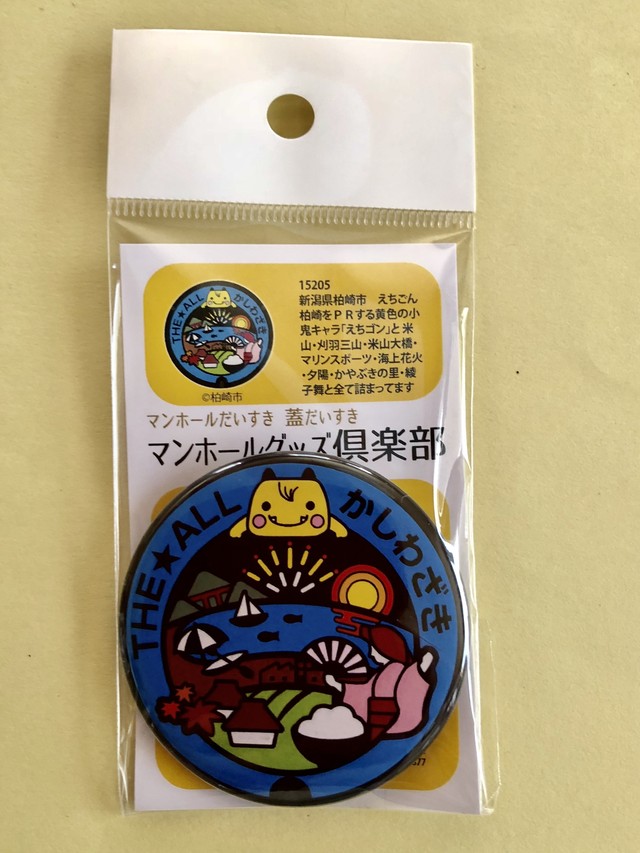 15205
新潟県柏崎市 えちごん
柏崎をPRする黄色の小
鬼キャラ「えちゴン」と米
山・刈羽三山・米山大橋・
マリンスポーツ・海上花火
・夕陽・かやぶきの里・綾
子舞と全て詰まってます
THE★ALL かしわざき
©柏崎市
マンホールだいすき 蓋だいすき
マンホールグッズ倶楽部
THE★ALL かしわざき